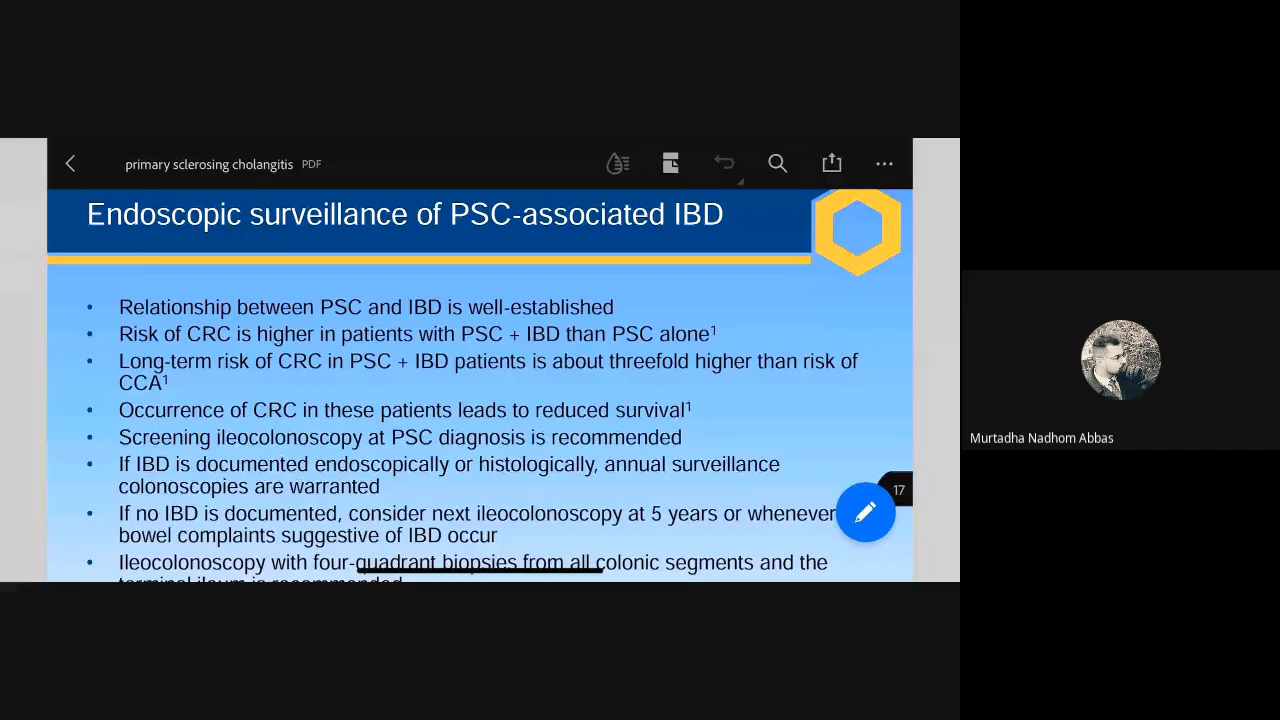 primary sclerosing cholangitis PDF
Endoscopic surveillance of PSC-associated IBD
• Relationship between PSC and IBD is well-established
• Risk of CRC is higher in patients with PSC + IBD than PSC alone¹
• Long-term risk of CRC in PSC + IBD patients is about threefold higher than risk of
CCA¹
• Occurrence of CRC in these patients leads to reduced survival¹
• Screening ileocolonoscopy at PSC diagnosis is recommended
• If IBD is documented endoscopically or histologically, annual surveillance
colonoscopies are warranted
• If no IBD is documented, consider next ileocolonoscopy at 5 years or whenever
bowel complaints suggestive of IBD occur
• Ileocolonoscopy with four-quadrant biopsies from all colonic segments and the
terminal ileum is recommended
17
Murtadha Nadhom Abbas